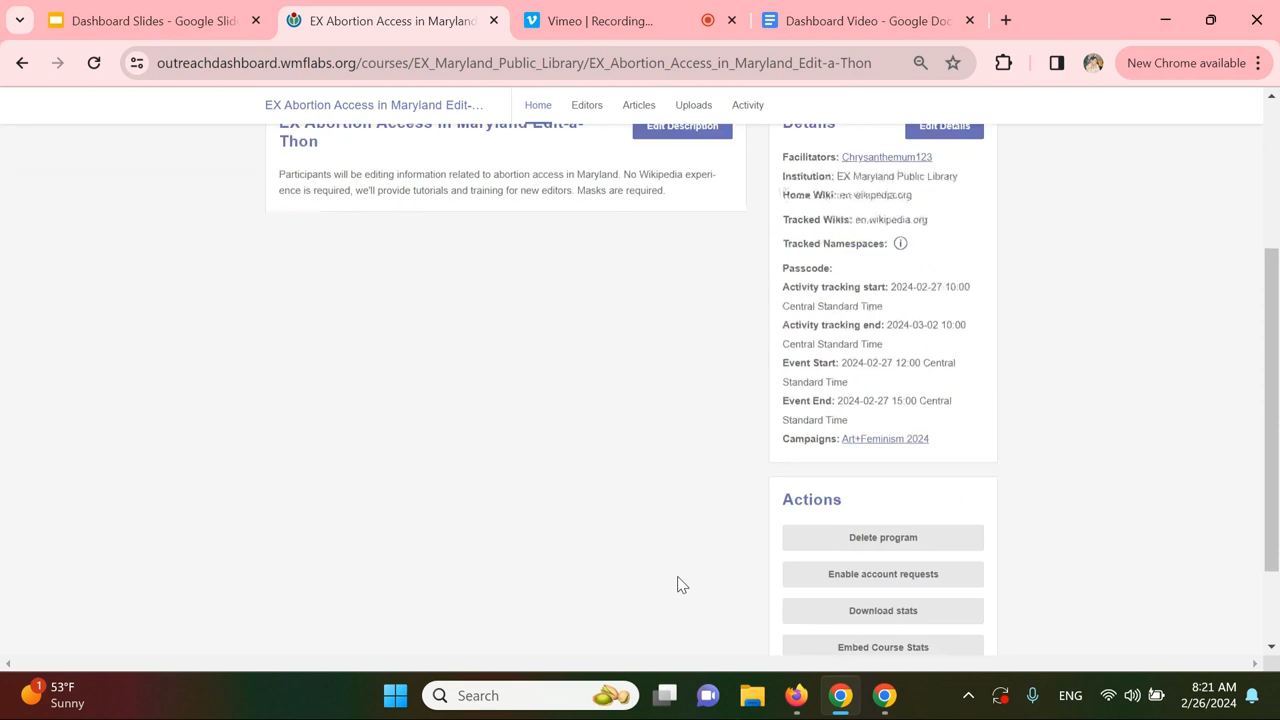 Dashboard Slides - Google Slid
EX Abortion Access in Maryland
Vimeo | Recording...
Dashboard Video - Google Doc
outreachdashboard.wmflabs.org/courses/EX_Maryland_Public_Library/EX_Abortion_Access_in_Maryland_Edit-a-Thon
New Chrome available
EX Abortion Access in Maryland Edit-...
Home
Editors
Articles
Uploads
Activity
EX Abortion Access in Maryland Edit-a-
Thon
Edit Description
Participants will be editing information related to abortion access in Maryland. No Wikipedia experi-
ence is required, we'll provide tutorials and training for new editors. Masks are required.
Details
Edit Details
Facilitators: Chrysanthemum123
Institution: EX Maryland Public Library
Home Wiki: en.wikipedia.org
Tracked Wikis: en.wikipedia.org
Tracked Namespaces:
Passcode:
Activity tracking start: 2024-02-27 10:00
Central Standard Time
Activity tracking end: 2024-03-02 10:00
Central Standard Time
Event Start: 2024-02-27 12:00 Central
Standard Time
Event End: 2024-02-27 15:00 Central
Standard Time
Campaigns: Art+Feminism 2024
Actions
Delete program
Enable account requests
Download stats
Embed Course Stats
1
53°F
Sunny
Search
ENG
8:21 AM
2/26/2024